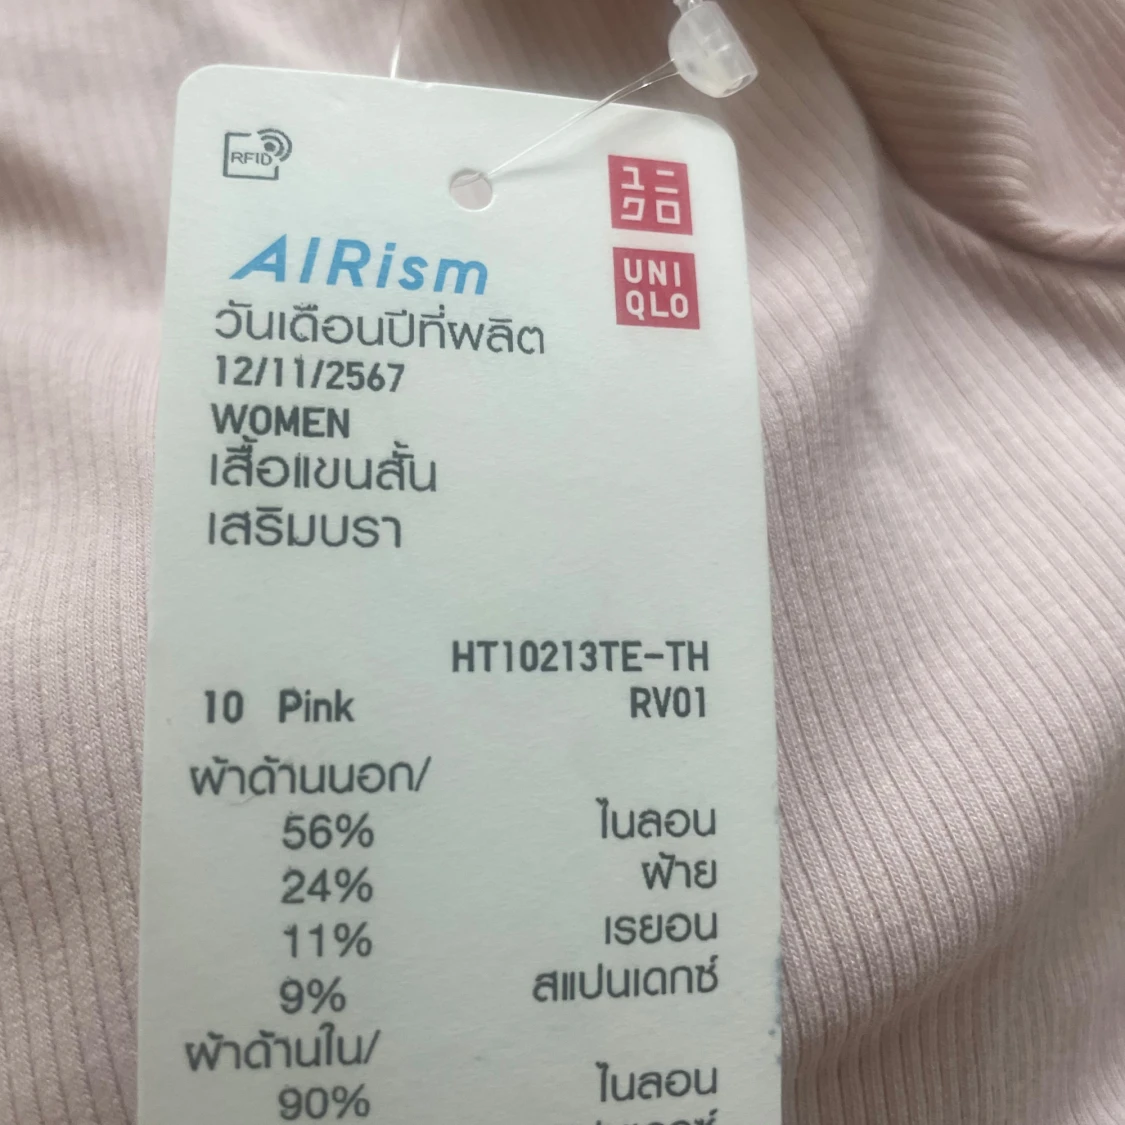 RFID
ユニ
クロ
UNI
QLO
AIRism
วันเดือนปีที่ผลิต
12/11/2567
WOMEN
เสื้อแขนสั้น
เสริมบรา
HT10213TE-TH
10 Pink RV01
ผ้าด้านนอก/
56% ไนลอน
24% ฝ้าย
11% เรยอน
9% สแปนเดกซ์
ผ้าด้านใน/
90% ไนลอน